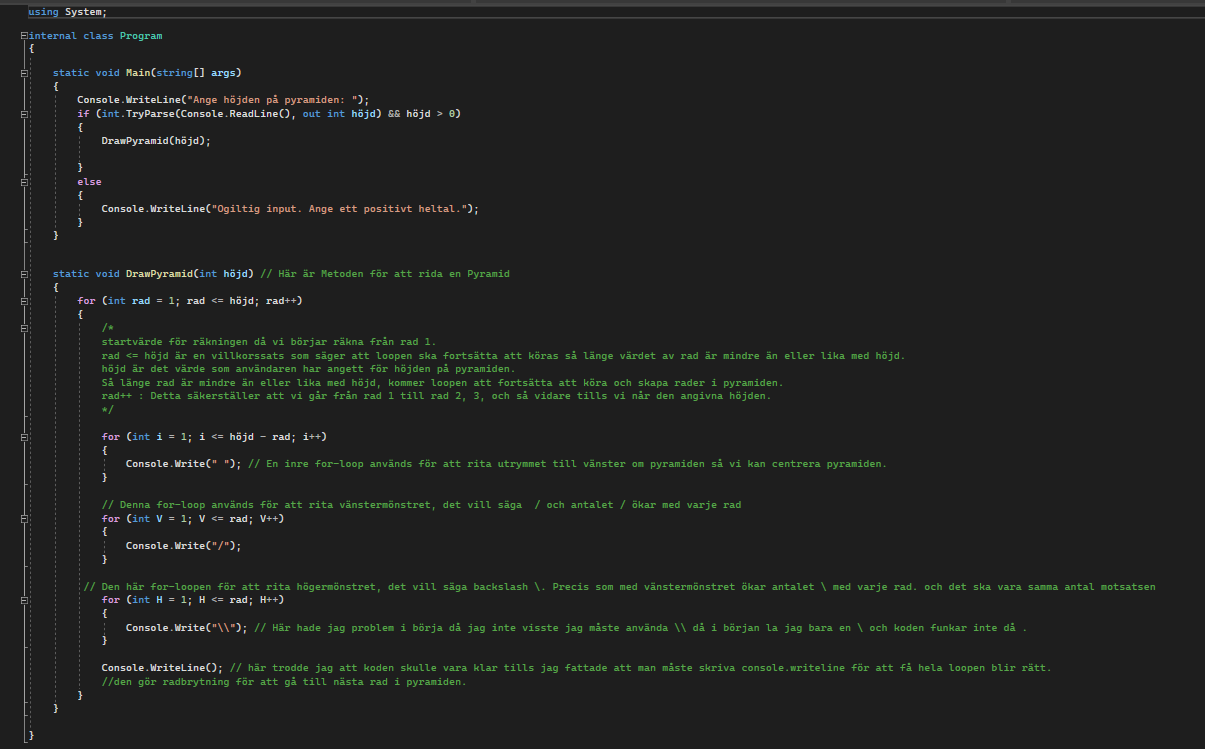 using System;
internal class Program
{
static void Main(string[] args)
{
Console.WriteLine("Ange höjden på pyramiden: ");
if (int.TryParse(Console.ReadLine(), out int höjd) && höjd > 0)
{
DrawPyramid(höjd);
}
else
{
Console.WriteLine("Ogiltig input. Ange ett positivt heltal.");
}
}
static void DrawPyramid(int höjd) // Här är Metoden för att rida en Pyramid
{
for (int rad = 1; rad <= höjd; rad++)
{
/*
startvärde för räkningen då vi börjar räkna från rad 1.
rad <= höjd är en villkorssats som säger att loopen ska fortsätta att köras så länge värdet av rad är mindre än eller lika med höjd.
höjd är det värde som användaren har angett för höjden på pyramiden.
Så länge rad är mindre än eller lika med höjd, kommer loopen att fortsätta att köra och skapa rader i pyramiden.
rad++ : Detta säkerställer att vi går från rad 1 till rad 2, 3, och så vidare tills vi når den angivna höjden.
*/
for (int i = 1; i <= höjd - rad; i++)
{
Console.Write(" "); // En inre for-loop används för att rita utrymmet till vänster om pyramiden så vi kan centrera pyramiden.
}
// Denna for-loop används för att rita vänstermönstret, det vill säga  / och antalet / ökar med varje rad
for (int V = 1; V <= rad; V++)
{
Console.Write("/");
}
// Den här for-loopen för att rita högermönstret, det vill säga backslash \. Precis som med vänstermönstret ökar antalet \ med varje rad. och det ska vara samma antal motsatsen
for (int H = 1; H <= rad; H++)
{
Console.Write("\\"); // Här hade jag problem i börja då jag inte visste jag måste använda \\ då i början la jag bara en \ och koden funkar inte då .
}
Console.WriteLine(); // här trodde jag att koden skulle vara klar tills jag fattade att man måste skriva console.writeline för att få hela loopen blir rätt.
//den gör radbrytning för att gå till nästa rad i pyramiden.
}
}
}